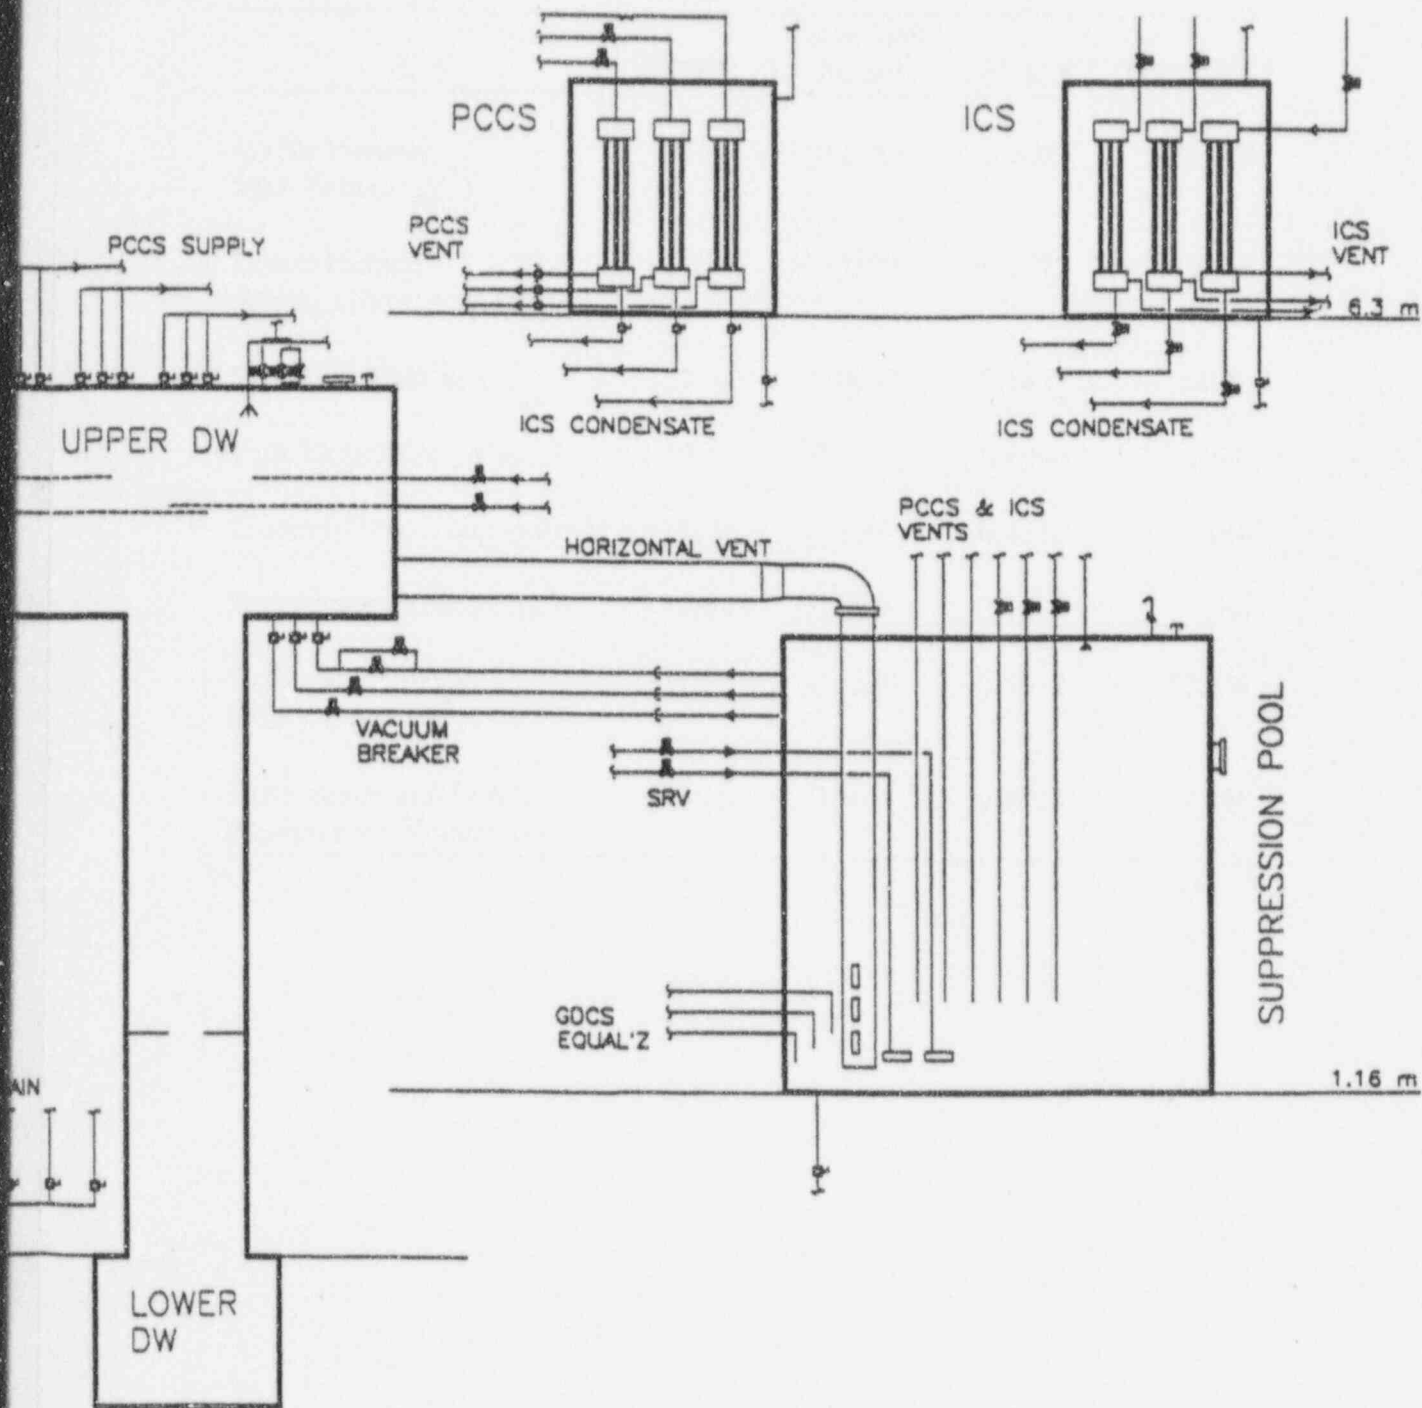 PCCS
ICS
PCCS
VENT
ICS
VENT
PCCS SUPPLY
6.3 m
UPPER DW
ICS CONDENSATE
ICS CONDENSATE
PCCS & ICS
VENTS
HORIZONTAL VENT
VACUUM
BREAKER
SRV
SUPPRESSION POOL
GDCS
EQUAL'Z
1.16 m
AIN
LOWER
DW